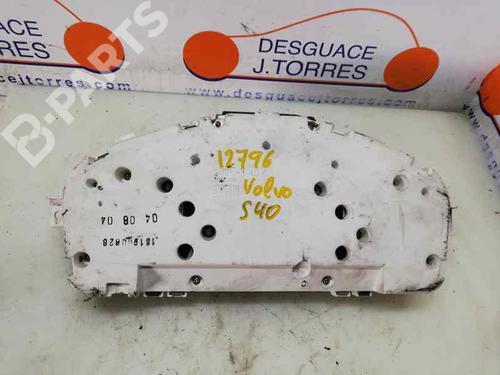 DESGUACE
J.TORRES
www.desguacejtorres.com
B-PARTS
12796
Volvo
S40
04 08 04